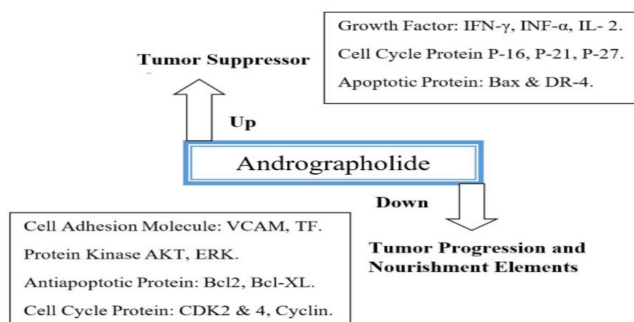 Growth Factor: IFN-γ, INF-α, IL- 2.
Cell Cycle Protein P-16, P-21, P-27.
Apoptotic Protein: Bax & DR-4.
Tumor Suppressor
Up
Andrographolide
Down
Cell Adhesion Molecule: VCAM, TF.
Protein Kinase AKT, ERK.
Antiapoptotic Protein: Bcl2, Bcl-XL.
Cell Cycle Protein: CDK2 & 4, Cyclin.
Tumor Progression and
Nourishment Elements